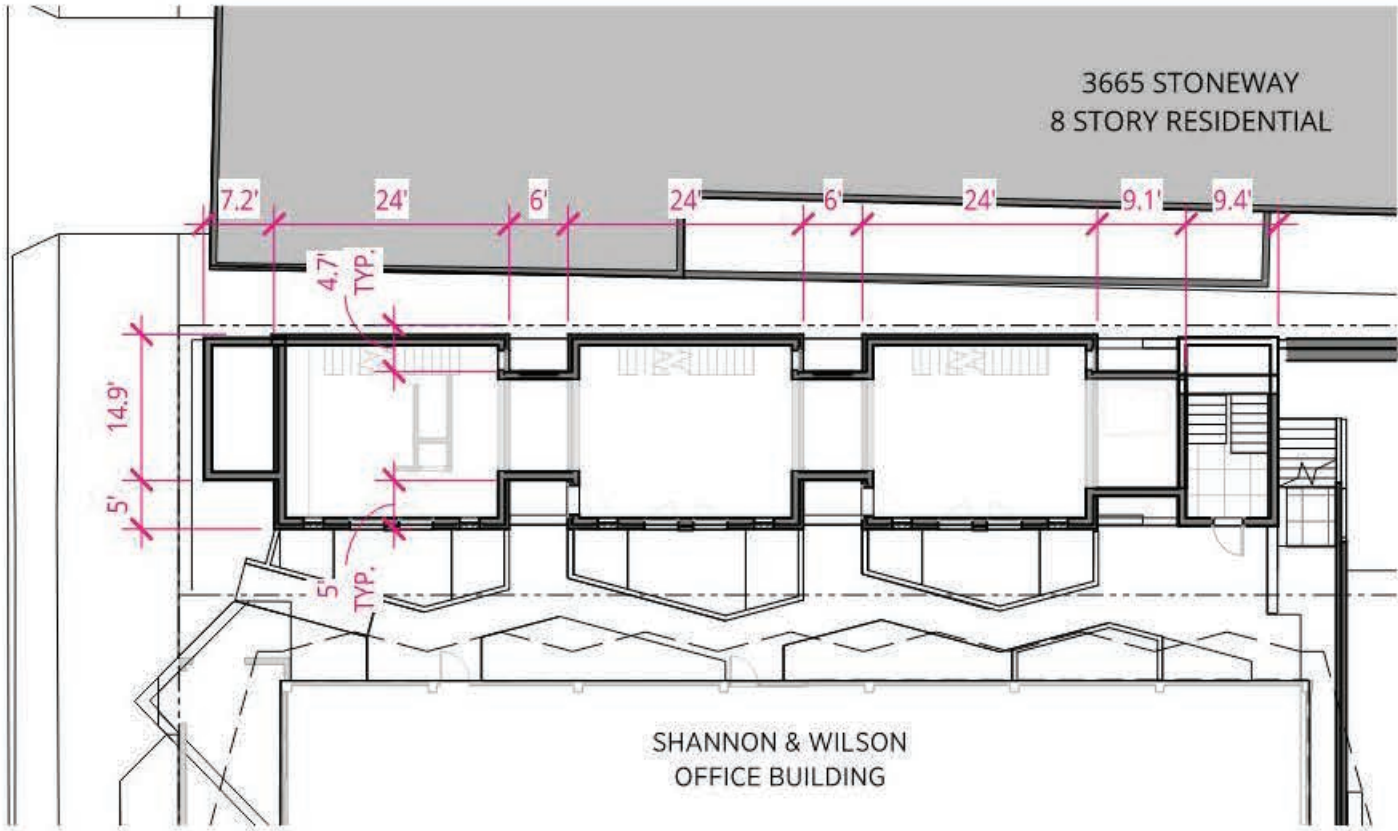 3665 STONEWAY
8 STORY RESIDENTIAL
7.2' 24' 6' 24' 6' 24' 9.1' 9.4'
4.7'
TYP.
14.9'
5'
5'
TYP.
SHANNON & WILSON
OFFICE BUILDING